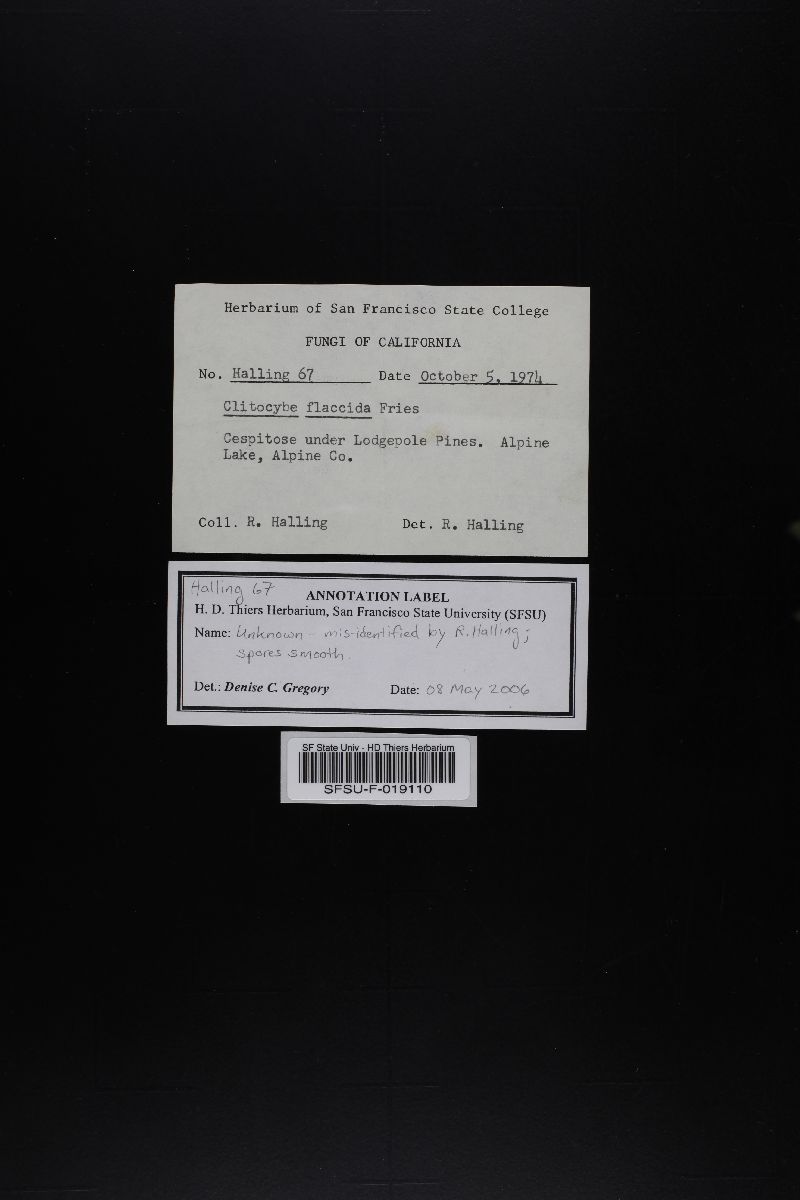 Herbarium of San Francisco State College
FUNGI OF CALIFORNIA
No. Halling 67 Date October 5, 1974
Clitocybe flaccida Fries
Cespitose under Lodgepole Pines. Alpine
Lake, Alpine Co.
Coll. R. Halling Det. R. Halling
Halling 67
ANNOTATION LABEL
H. D. Thiers Herbarium, San Francisco State University (SFSU)
Name: Unknown - mis-identified by R. Halling;
spores smooth.
Det.: Denise C. Gregory Date: 08 May 2006
SF State Univ - HD Thiers Herbarium
SFSU-F-019110